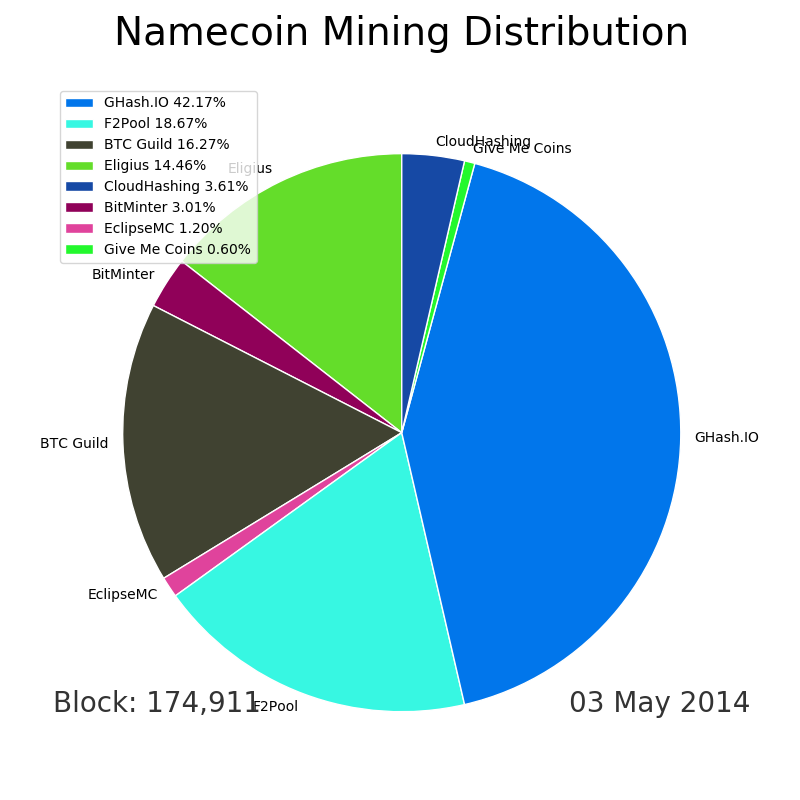 Namecoin Mining Distribution
GHash.IO 42.17%
F2Pool 18.67%
BTC Guild 16.27%
Eligius 14.46%
CloudHashing 3.61%
BitMinter 3.01%
EclipseMC 1.20%
Give Me Coins 0.60%
CloudHashing
Give Me Coins
Eligius
BitMinter
GHash.IO
BTC Guild
EclipseMC
F2Pool
Block: 174,911
03 May 2014